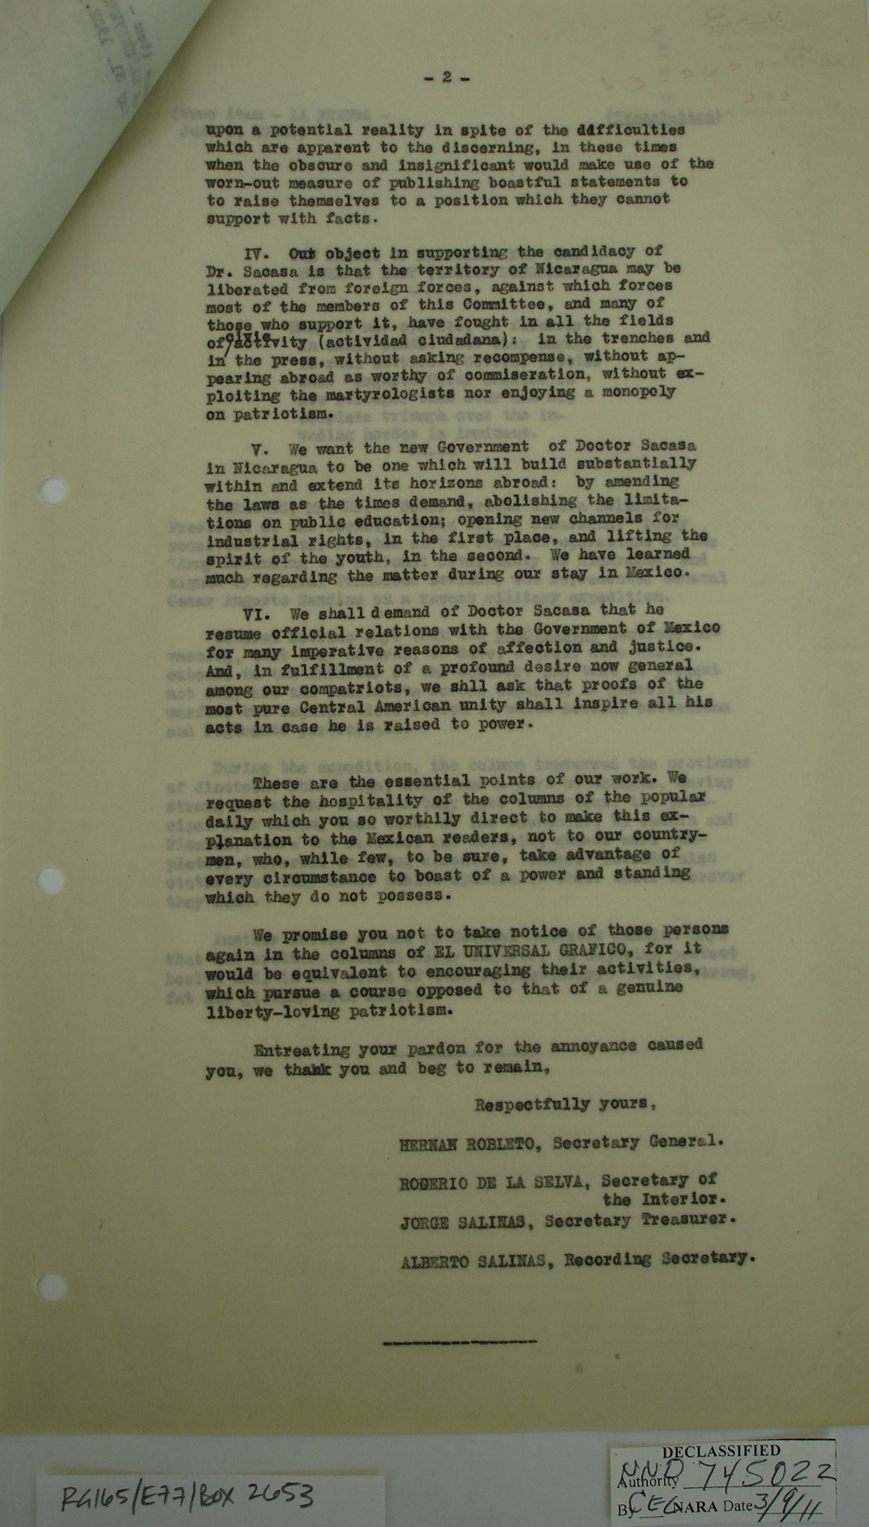 - 2 -
upon a potential reality in spite of the ddfficulties
which are apparent to the discerning, in these times
when the obscure and insignificant would make use of the
worn-out measure of publishing boastful statements to
to raise themselves to a position which they cannot
support with facts.
IV. Out object in supporting the candidacy of
Dr. Sacasa is that the territory of Nicaragua may be
liberated from foreign forces, against which forces
most of the members of this Committee, and many of
those who support it, have fought in all the fields
of activity (actividad ciudadana): in the trenches and
in the press, without asking recompense, without ap-
pearing abroad as worthy of commiseration, without ex-
ploiting the martyrologists nor enjoying a monopoly
on patriotism.
V. We want the new Government of Doctor Sacasa
in Nicaragua to be one which will build substantially
within and extend its horizons abroad: by amending
the laws as the times demand, abolishing the limita-
tions on public education; opening new channels for
industrial rights, in the first place, and lifting the
spirit of the youth, in the second. We have learned
much regarding the matter during our stay in Mexico.
VI. We shall demand of Doctor Sacasa that he
resume official relations with the Government of Mexico
for many imperative reasons of affection and justice.
And, in fulfillment of a profound desire now general
among our compatriots, we shll ask that proofs of the
most pure Central American unity shall inspire all his
acts in case he is raised to power.
These are the essential points of our work. We
request the hospitality of the columns of the popular
daily which you so worthily direct to make this ex-
planation to the Mexican readers, not to our country-
men, who, while few, to be sure, take advantage of
every circumstance to boast of a power and standing
which they do not possess.
We promise you not to take notice of those persons
again in the columns of EL UNIVERSAL GRAFICO, for it
would be equivalent to encouraging their activities,
which pursue a course opposed to that of a genuine
liberty-loving patriotism.
Entreating your pardon for the annoyance caused
you, we thank you and beg to remain,
Respectfully yours,
HERNAN ROBLETO, Secretary General.
ROGERIO DE LA SELVA, Secretary of
the Interior.
JORGE SALINAS, Secretary Treasurer.
ALBERTO SALINAS, Recording Secretary.
RG165/E77/BOX 2653
DECLASSIFIED
Authority NND 745022
By CEG NARA Date 3/9/11